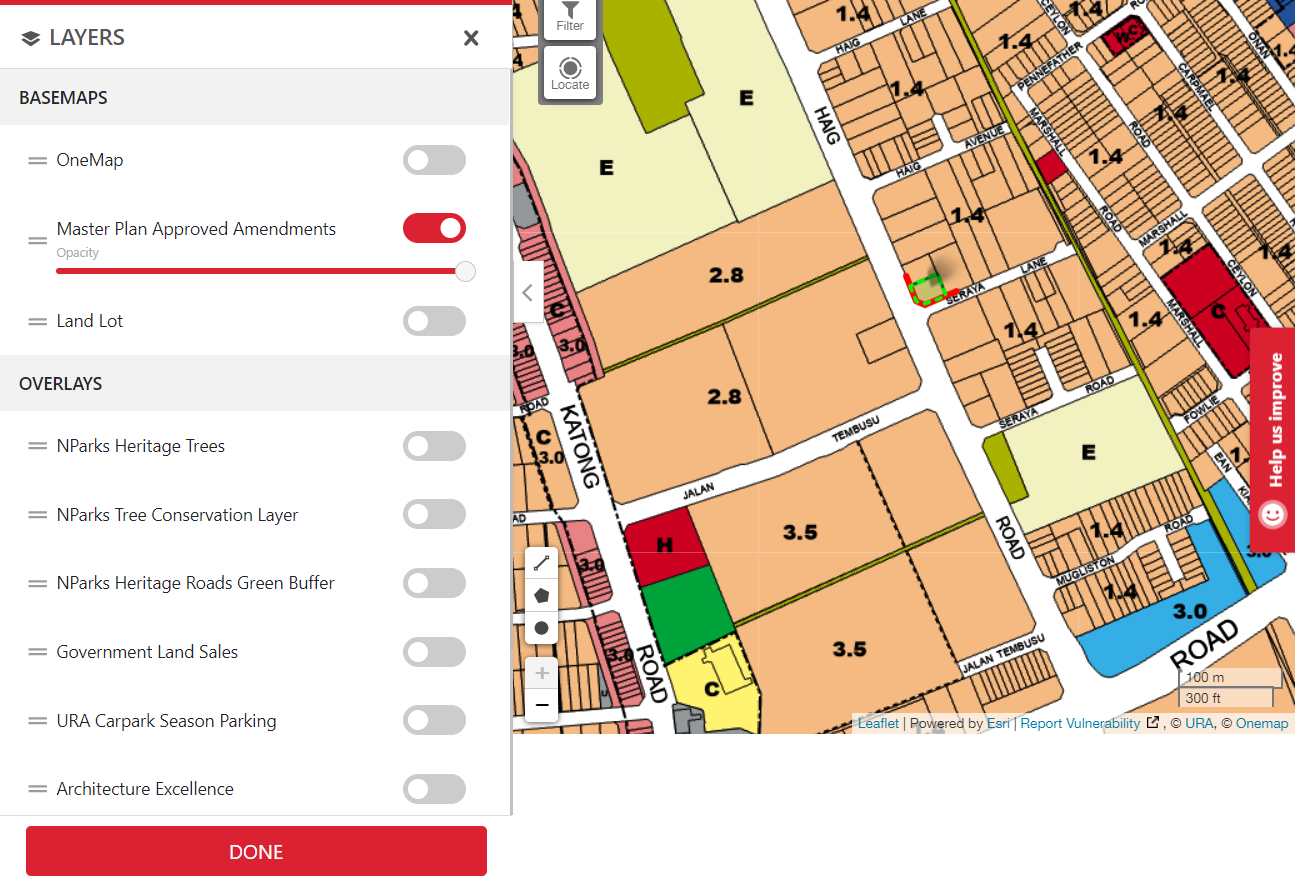 LAYERS
BASEMAPS
OneMap
Master Plan Approved Amendments
Opacity
Land Lot
OVERLAYS
NParks Heritage Trees
NParks Tree Conservation Layer
NParks Heritage Roads Green Buffer
Government Land Sales
URA Carpark Season Parking
Architecture Excellence
DONE
Filter
Locate
1.4
HAIG LANE
CEYLON
1.4
1.4
PENNEFATHER
W C
ONAN
1.4
1.4
CARPMAEL
E
HAIG
1.4
HAIG AVENUE
MARSHALL ROAD
1.4
ROAD
E
1.4
MARSHALL
1.4
CEYLON
1.4
2.8
SERAYA LANE
C
3.0
3.0
1.4
1.4
MARSHALL
C
2.8
SERAYA ROAD
FOWLIE
ROAD
KATONG
JALAN TEMBUSU
C
3.0
E
EAN
JALAN
AD
3.5
ROAD
1.4
ROAD
H
3.0
MUGLISTON
1.4
3.0
3.0
3.5
JALAN TEMBUSU
ROAD
3.0
ROAD
C
100 m
300 ft
Leaflet | Powered by Esri | Report Vulnerability , © URA, © Onemap
Help us improve